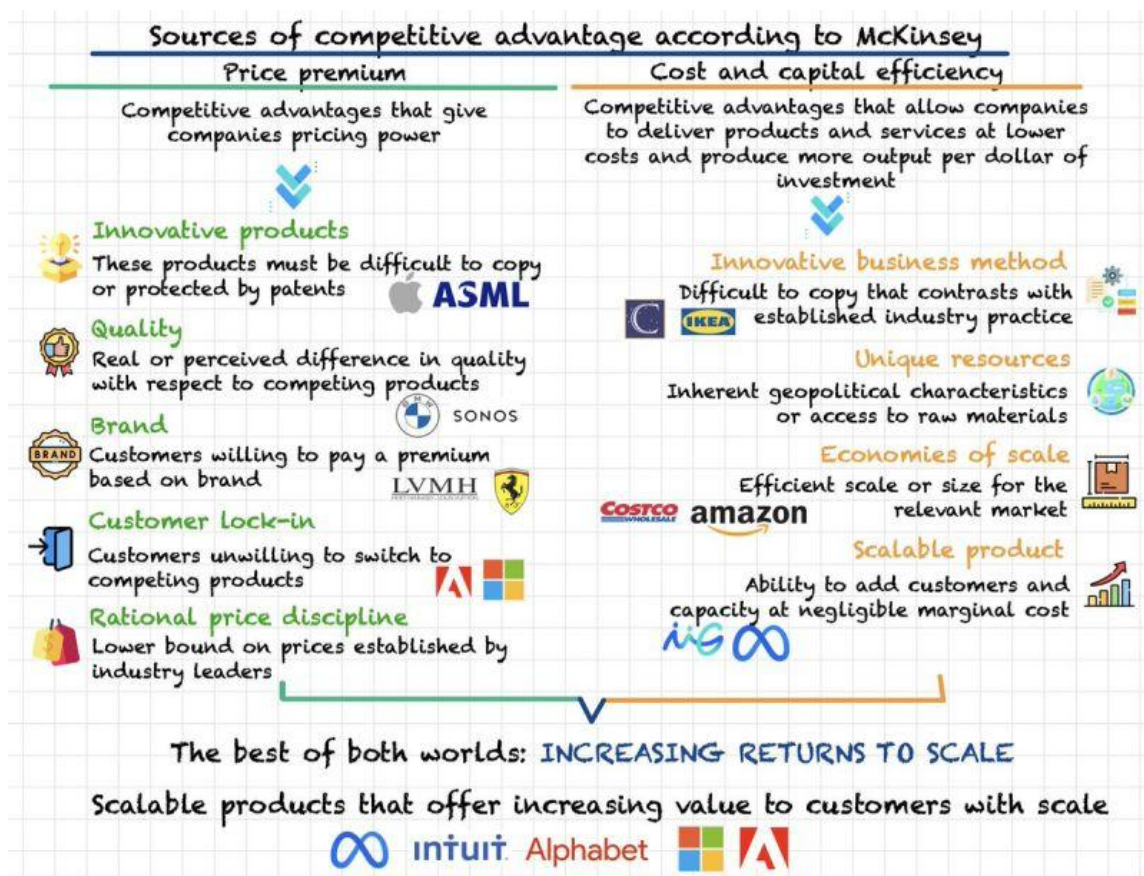 Sources of competitive advantage according to McKinsey
Price premium
Competitive advantages that give
companies pricing power
Innovative products
These products must be difficult to copy
or protected by patents
ASML
Quality
Real or perceived difference in quality
with respect to competing products
BMW
SONOS
Brand
BRAND
Customers willing to pay a premium
based on brand
LVMH
Customer lock-in
Customers unwilling to switch to
competing products
Rational price discipline
Lower bound on prices established by
industry leaders
Cost and capital efficiency
Competitive advantages that allow companies
to deliver products and services at lower
costs and produce more output per dollar of
investment
Innovative business method
Difficult to copy that contrasts with
established industry practice
C
IKEA
Unique resources
Inherent geopolitical characteristics
or access to raw materials
Economies of scale
Efficient scale or size for the
relevant market
COSTCO
WHOLESALE
amazon
Scalable product
Ability to add customers and
capacity at negligible marginal cost
The best of both worlds: INCREASING RETURNS TO SCALE
Scalable products that offer increasing value to customers with scale
INTUIT
Alphabet